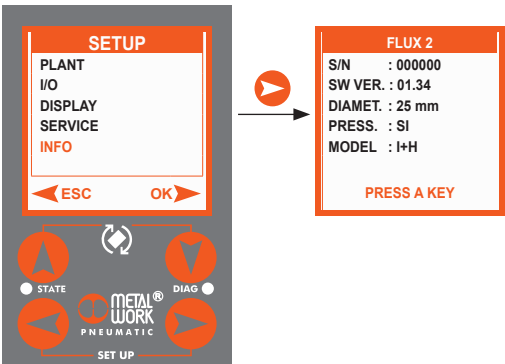 SETUP
PLANT
I/O
DISPLAY
SERVICE
INFO
ESC OK
STATE DIAG
METAL®
WORK
PNEUMATIC
SET UP
FLUX 2
S/N : 000000
SW VER. : 01.34
DIAMET. : 25 mm
PRESS. : SI
MODEL : I+H
PRESS A KEY